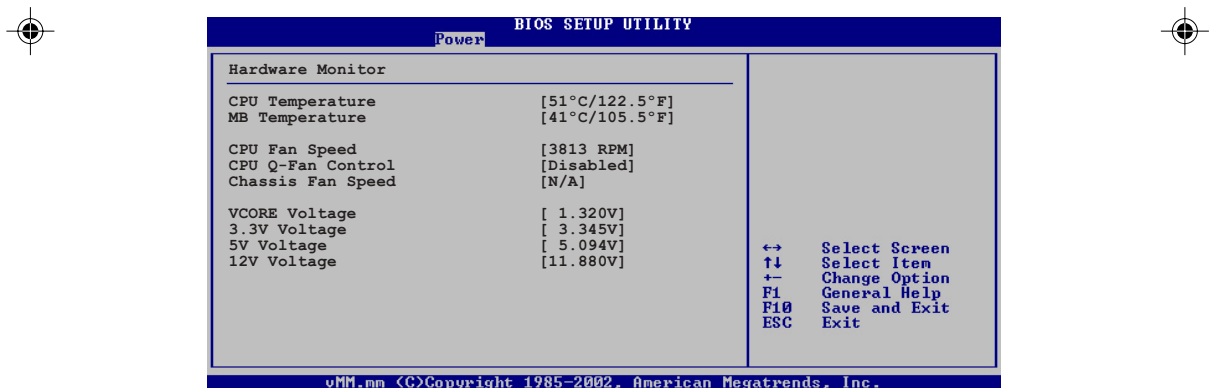 BIOS SETUP UTILITY
Power
Hardware Monitor
CPU Temperature [51°C/122.5°F]
MB Temperature [41°C/105.5°F]
CPU Fan Speed [3813 RPM]
CPU Q-Fan Control [Disabled]
Chassis Fan Speed [N/A]
VCORE Voltage [ 1.320V]
3.3V Voltage [ 3.345V]
5V Voltage [ 5.094V]
12V Voltage [11.880V]
←→ Select Screen
↑↓ Select Item
+- Change Option
F1 General Help
F10 Save and Exit
ESC Exit
vMM.mm (C)Copyright 1985-2002, American Megatrends, Inc.